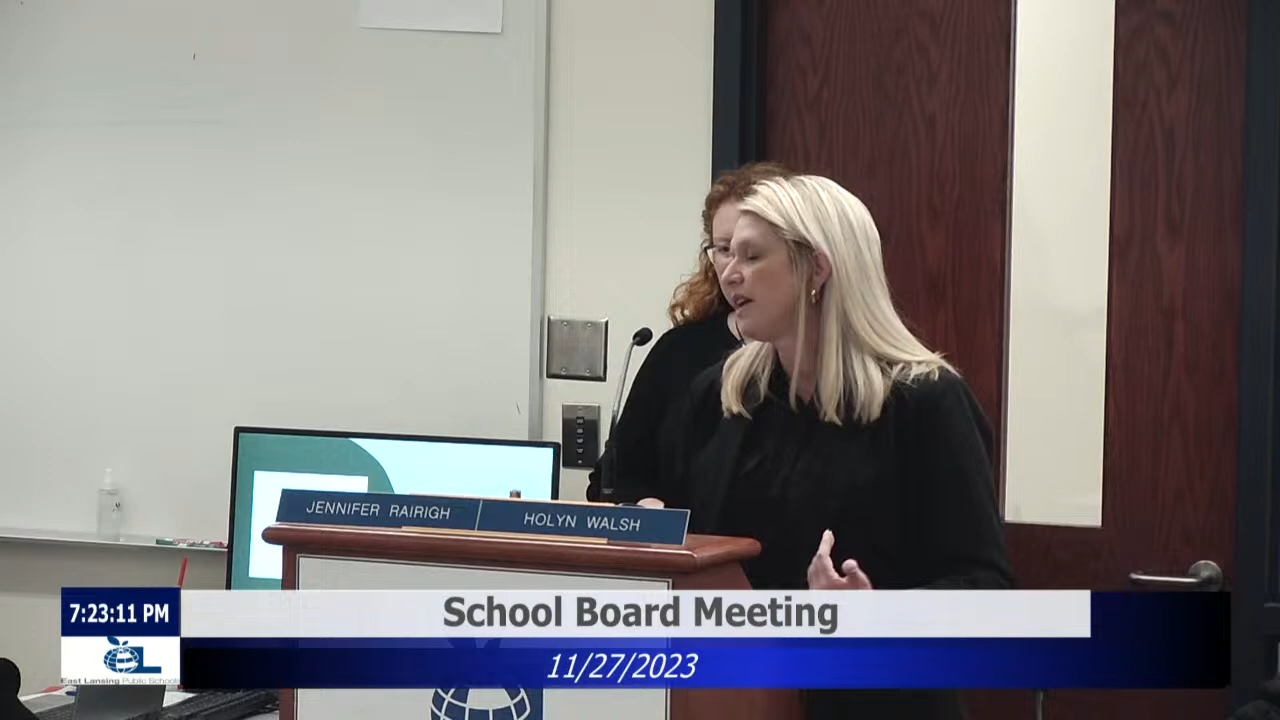 JENNIFER RAIRIGH
HOLYN WALSH
7:23:11 PM
School Board Meeting
11/27/2023
East Lansing Public Schools